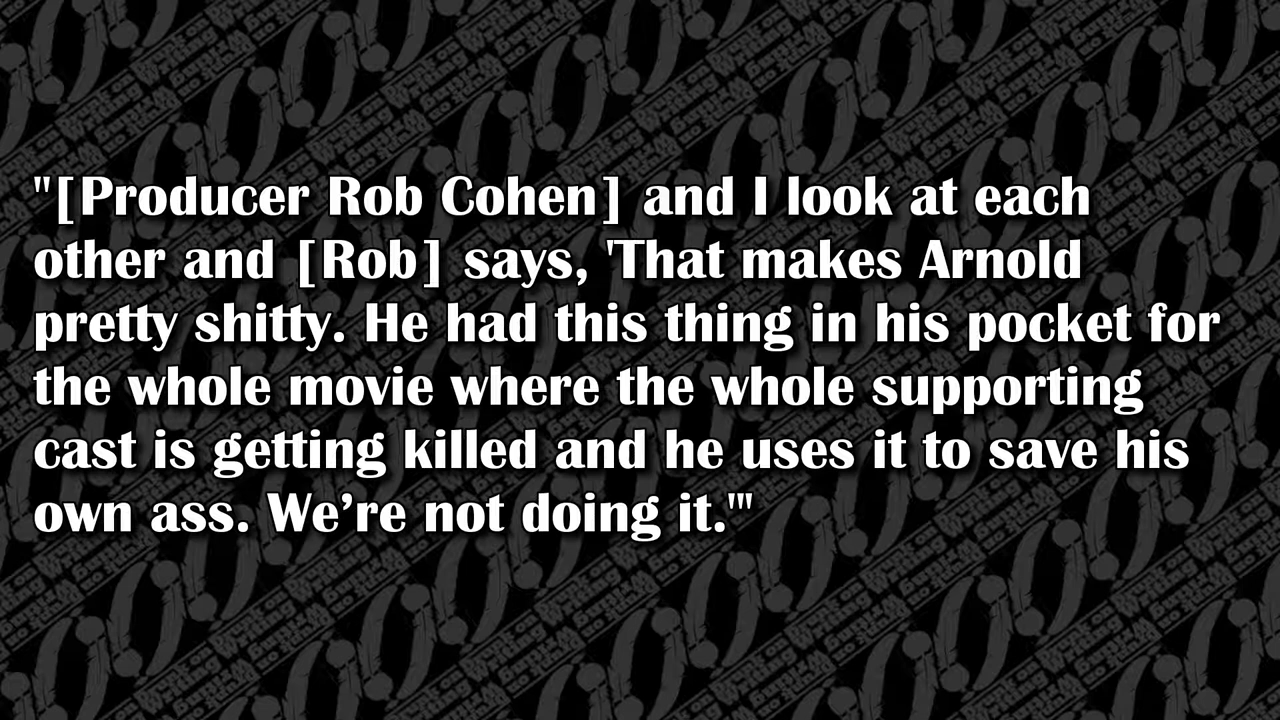 "[Producer Rob Cohen] and I look at each
other and [Rob] says, 'That makes Arnold
pretty shitty. He had this thing in his pocket for
the whole movie where the whole supporting
cast is getting killed and he uses it to save his
own ass. We’re not doing it.'"